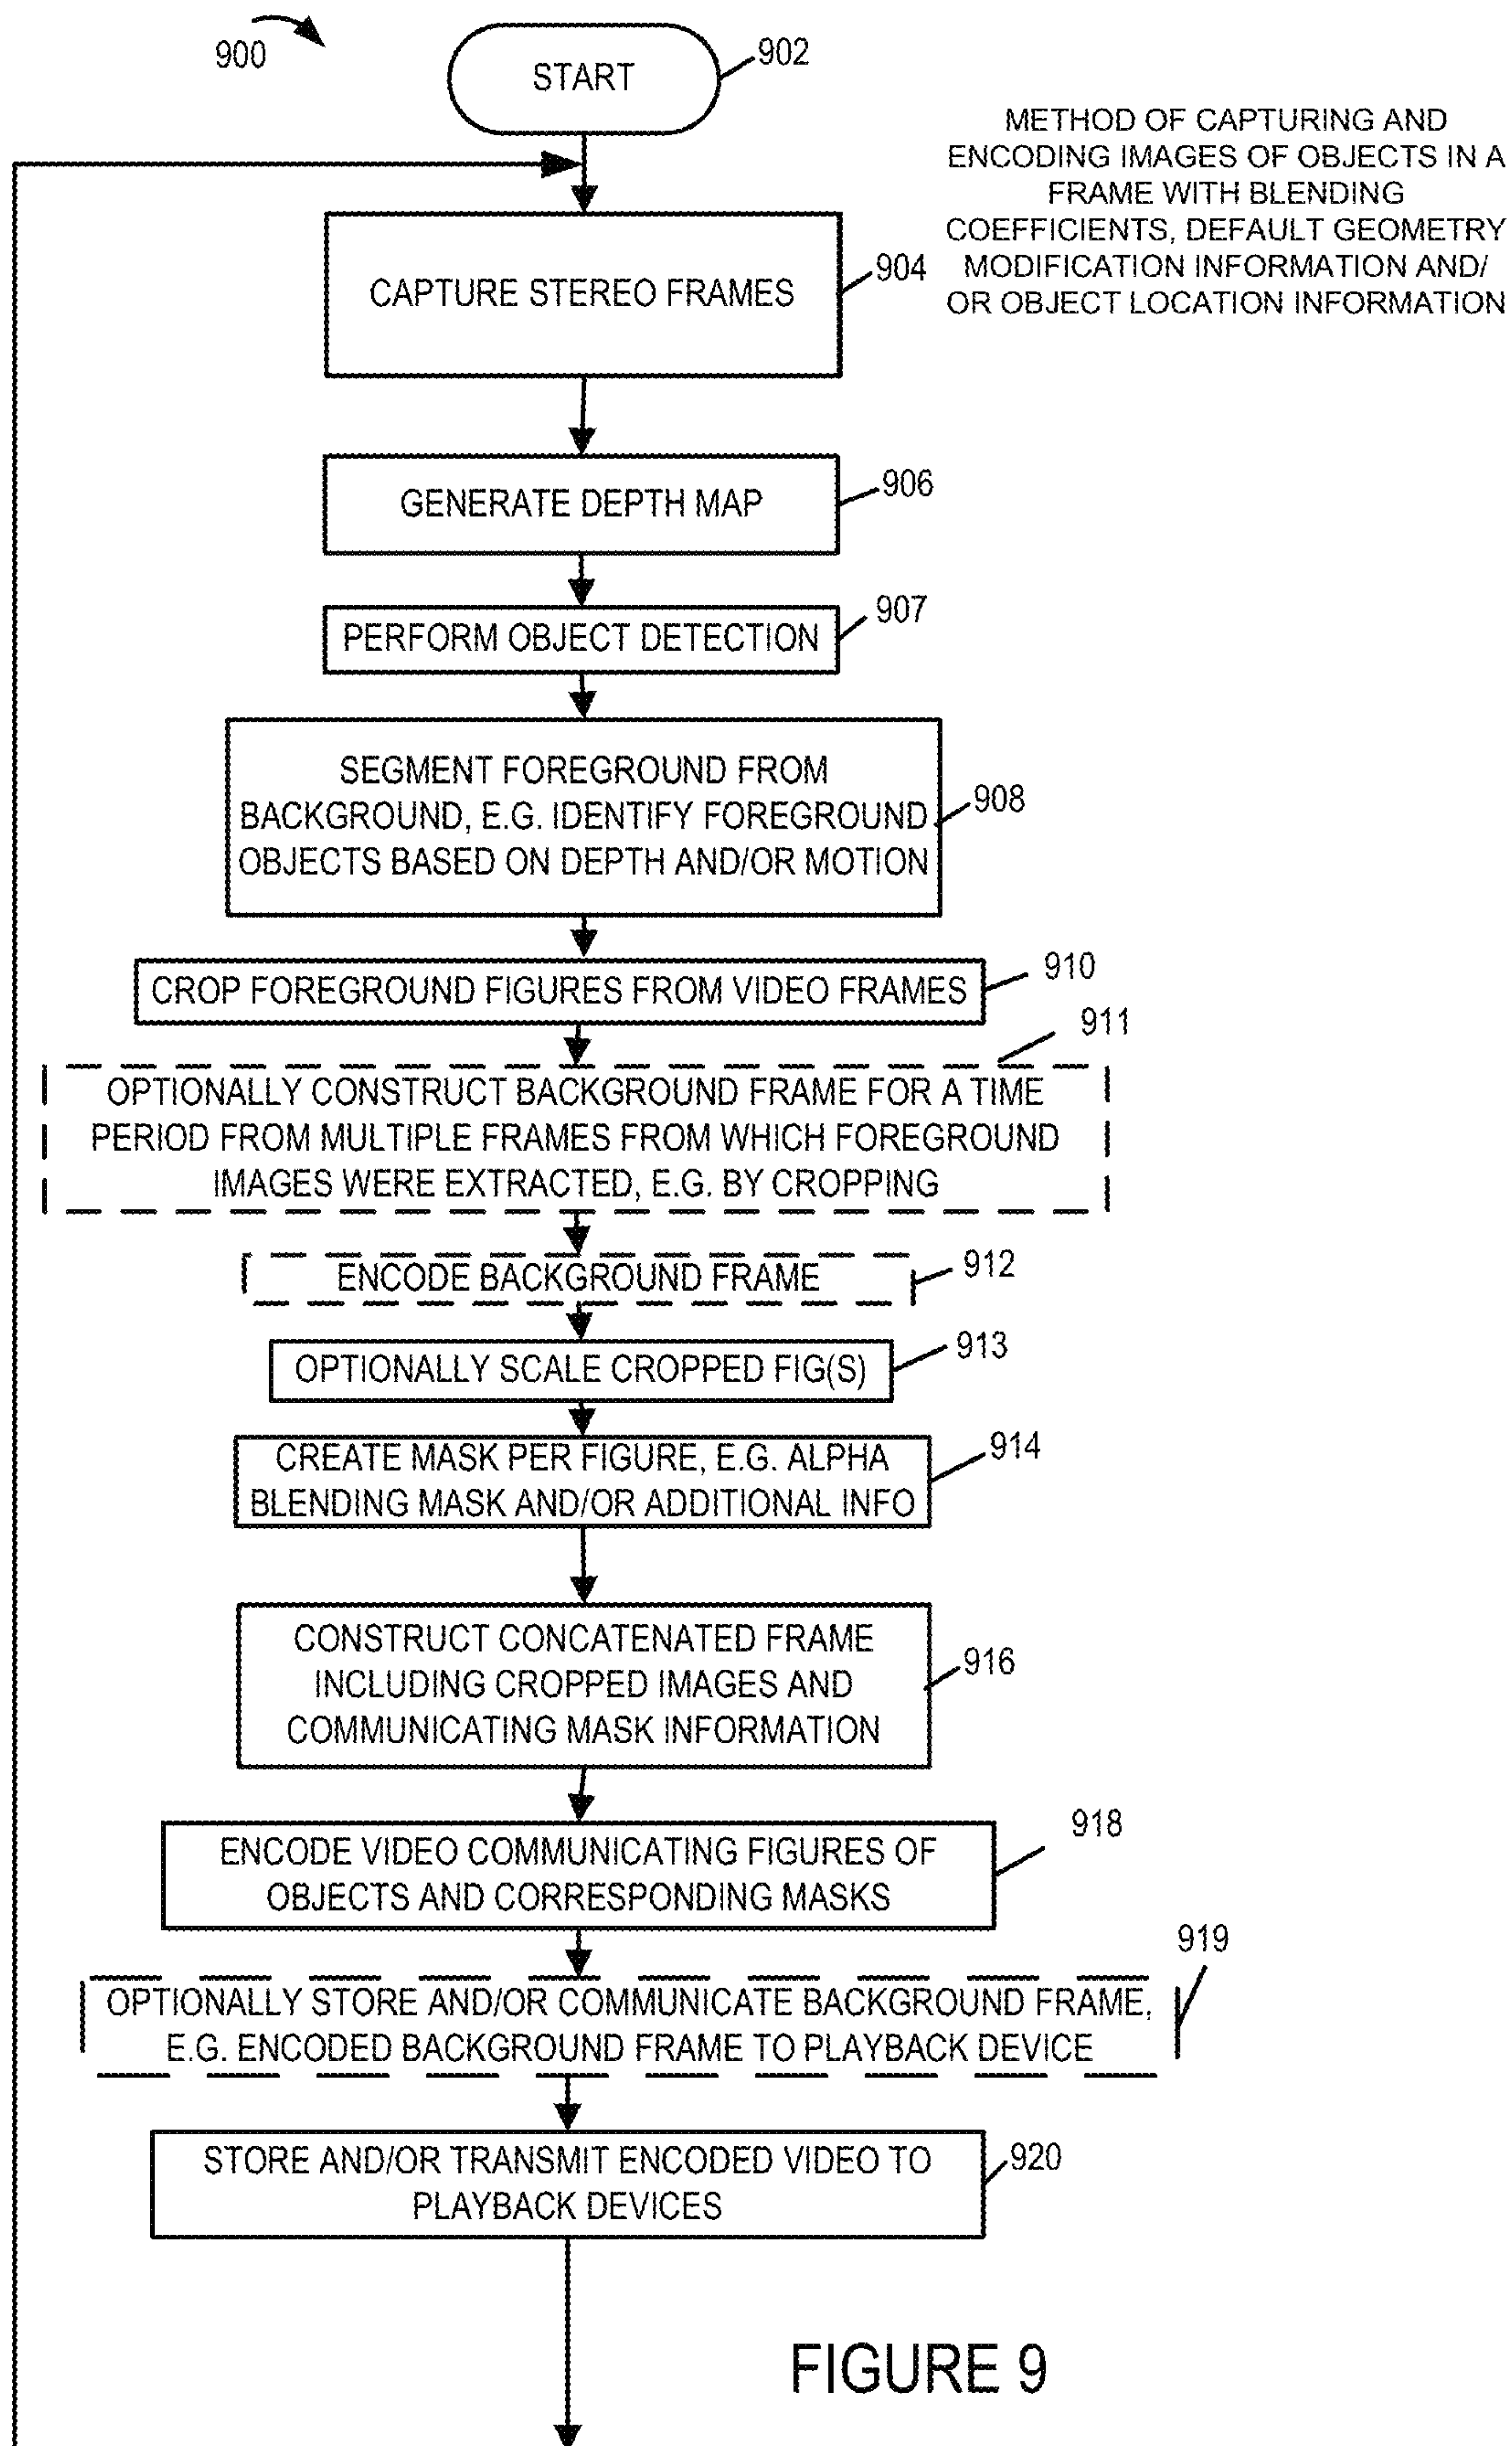 900
START
902
METHOD OF CAPTURING AND
ENCODING IMAGES OF OBJECTS IN A
FRAME WITH BLENDING
COEFFICIENTS, DEFAULT GEOMETRY
MODIFICATION INFORMATION AND/
OR OBJECT LOCATION INFORMATION
CAPTURE STEREO FRAMES
904
GENERATE DEPTH MAP
906
PERFORM OBJECT DETECTION
907
SEGMENT FOREGROUND FROM
BACKGROUND, E.G. IDENTIFY FOREGROUND
OBJECTS BASED ON DEPTH AND/OR MOTION
908
CROP FOREGROUND FIGURES FROM VIDEO FRAMES
910
911
OPTIONALLY CONSTRUCT BACKGROUND FRAME FOR A TIME
PERIOD FROM MULTIPLE FRAMES FROM WHICH FOREGROUND
IMAGES WERE EXTRACTED, E.G. BY CROPPING
ENCODE BACKGROUND FRAME
912
OPTIONALLY SCALE CROPPED FIG(S)
913
CREATE MASK PER FIGURE, E.G. ALPHA
BLENDING MASK AND/OR ADDITIONAL INFO
914
CONSTRUCT CONCATENATED FRAME
INCLUDING CROPPED IMAGES AND
COMMUNICATING MASK INFORMATION
916
ENCODE VIDEO COMMUNICATING FIGURES OF
OBJECTS AND CORRESPONDING MASKS
918
919
OPTIONALLY STORE AND/OR COMMUNICATE BACKGROUND FRAME,
E.G. ENCODED BACKGROUND FRAME TO PLAYBACK DEVICE
STORE AND/OR TRANSMIT ENCODED VIDEO TO
PLAYBACK DEVICES
920
FIGURE 9